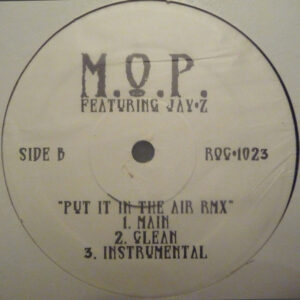 M.O.P.
FEATURING JAY•Z
SIDE B
ROC•1023
"PUT IT IN THE AIR RMX"
1. MAIN
2. CLEAN
3. INSTRUMENTAL